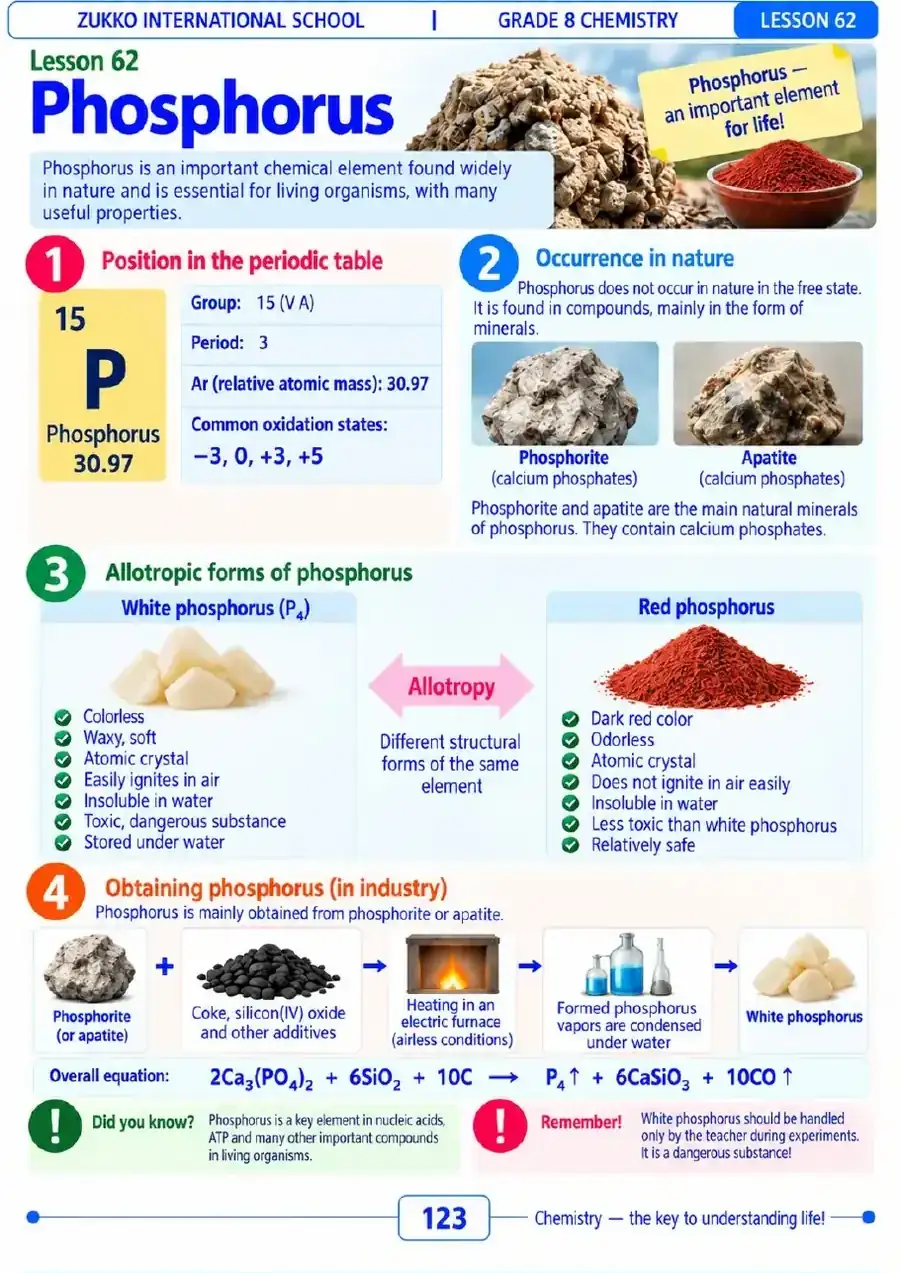 ZUKKO INTERNATIONAL SCHOOL | GRADE 8 CHEMISTRY LESSON 62
Lesson 62
Phosphorus
Phosphorus —
an important element
for life!
Phosphorus is an important chemical element found widely
in nature and is essential for living organisms, with many
useful properties.
1 Position in the periodic table
15
P
Phosphorus
30.97
Group: 15 (V A)
Period: 3
Ar (relative atomic mass): 30.97
Common oxidation states:
−3, 0, +3, +5
2 Occurrence in nature
Phosphorus does not occur in nature in the free state.
It is found in compounds, mainly in the form of
minerals.
Phosphorite
(calcium phosphates)
Apatite
(calcium phosphates)
Phosphorite and apatite are the main natural minerals
of phosphorus. They contain calcium phosphates.
3 Allotropic forms of phosphorus
White phosphorus (P₄)
Colorless
Waxy, soft
Atomic crystal
Easily ignites in air
Insoluble in water
Toxic, dangerous substance
Stored under water
Allotropy
Different structural
forms of the same
element
Red phosphorus
Dark red color
Odorless
Atomic crystal
Does not ignite in air easily
Insoluble in water
Less toxic than white phosphorus
Relatively safe
4 Obtaining phosphorus (in industry)
Phosphorus is mainly obtained from phosphorite or apatite.
Phosphorite
(or apatite)
+
Coke, silicon(IV) oxide
and other additives
→
Heating in an
electric furnace
(airless conditions)
→
Formed phosphorus
vapors are condensed
under water
→
White phosphorus
Overall equation: 2Ca₃(PO₄)₂ + 6SiO₂ + 10C → P₄↑ + 6CaSiO₃ + 10CO↑
! Did you know?
Phosphorus is a key element in nucleic acids,
ATP and many other important compounds
in living organisms.
! Remember!
White phosphorus should be handled
only by the teacher during experiments.
It is a dangerous substance!
123
Chemistry — the key to understanding life!